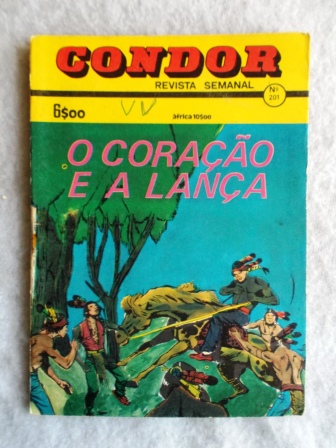 CONDOR
REVISTA SEMANAL
Nº
201
6$00
áfrica 10$00
O CORAÇÃO
E A LANÇA